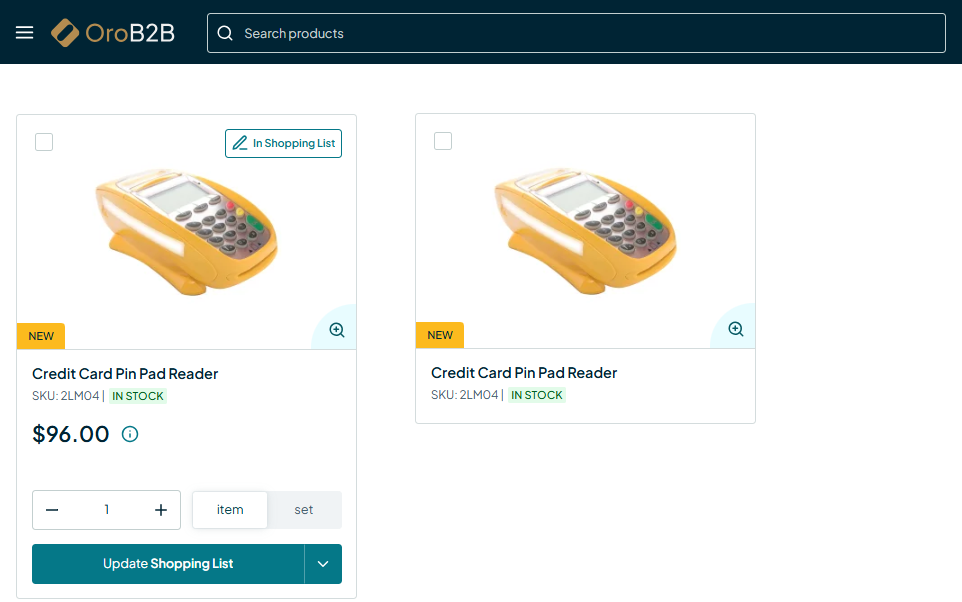 OroB2B
Search products
In Shopping List
NEW
Credit Card Pin Pad Reader
SKU: 2LM04 | IN STOCK
$96.00
1
item
set
Update Shopping List
NEW
Credit Card Pin Pad Reader
SKU: 2LM04 | IN STOCK